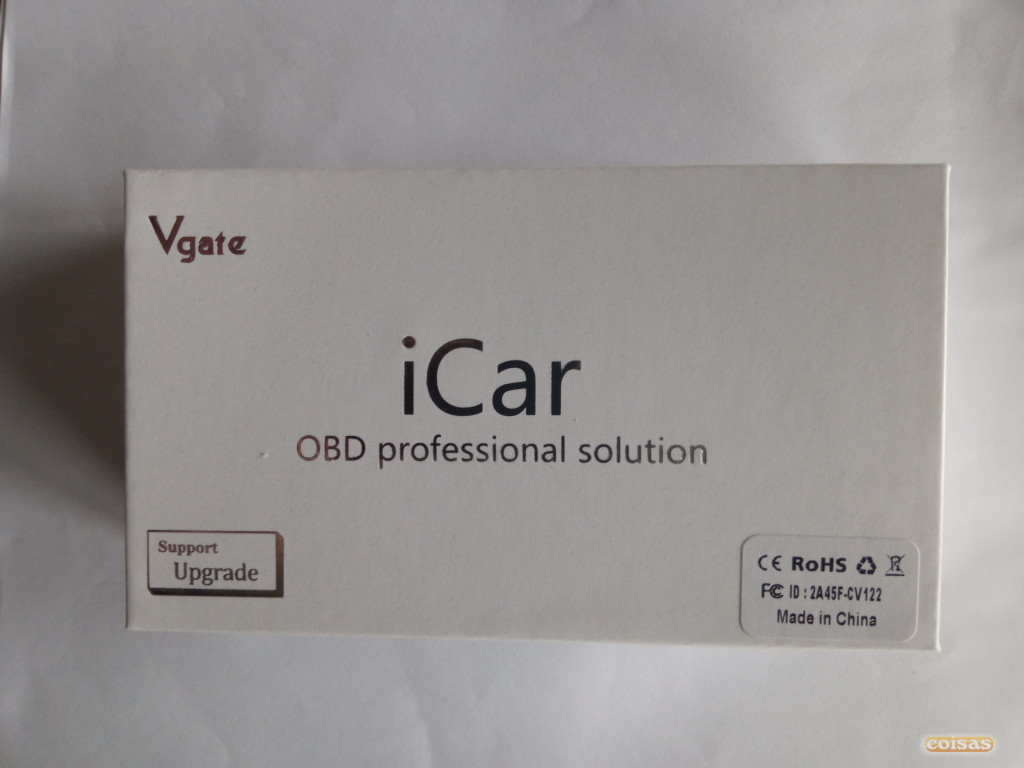 Vgate
iCar
OBD professional solution
Support
Upgrade
CE RoHS
FC ID : 2A45F-CV122
Made in China
coisas